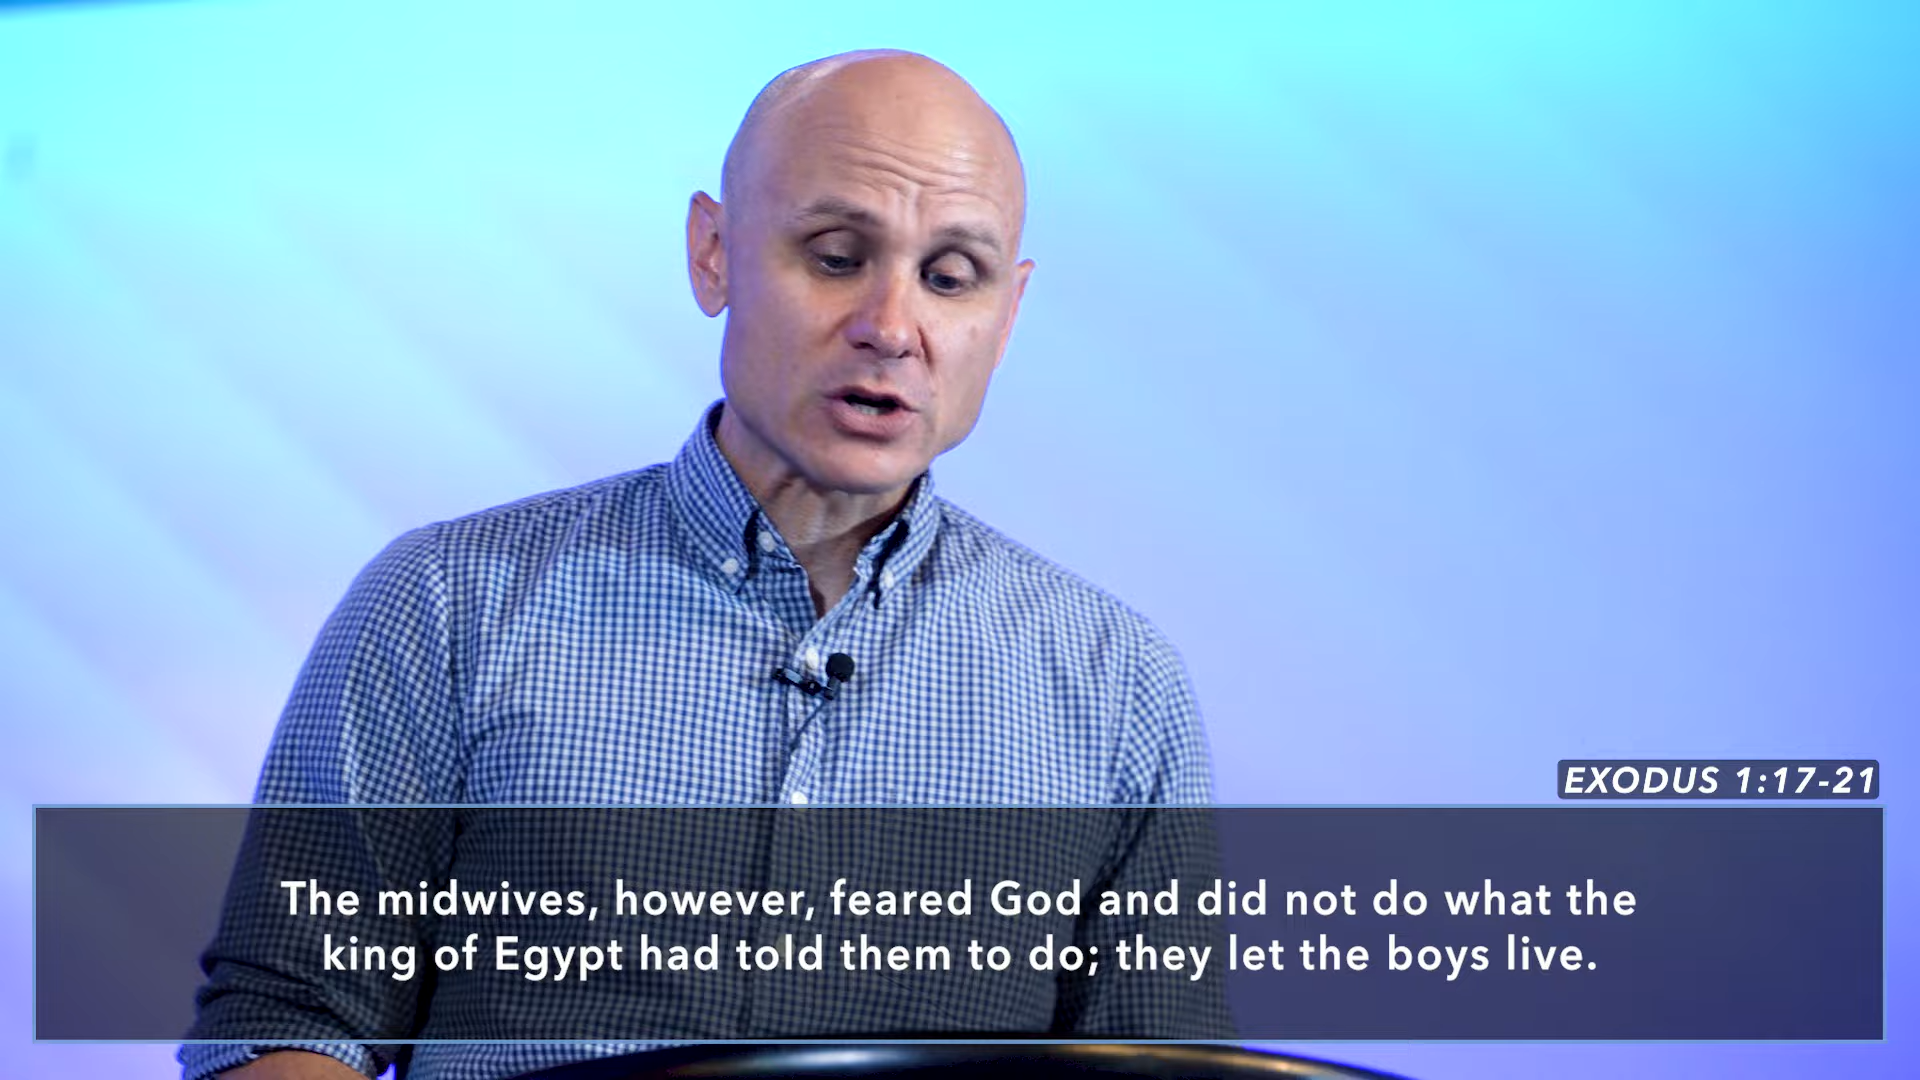 EXODUS 1:17-21
The midwives, however, feared God and did not do what the
king of Egypt had told them to do; they let the boys live.